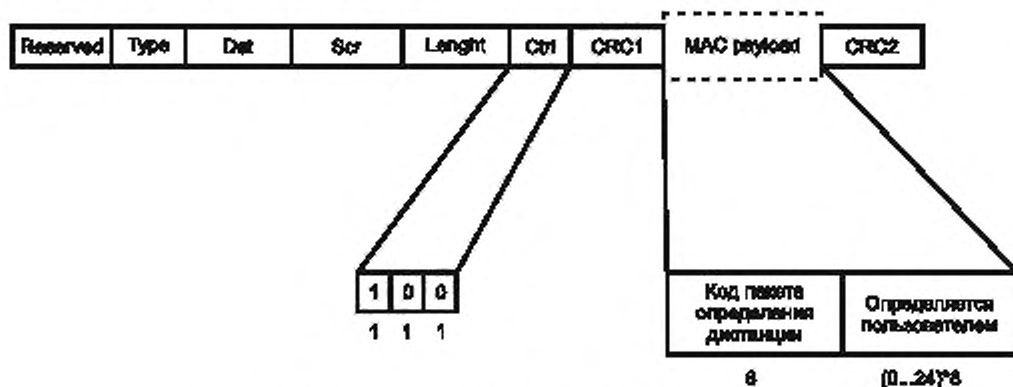 Reserved Type Dst Scr Lenght Ctrl CRC1 MAC payload CRC2
1 0 0
1 1 1
Код пакета
определения
дистанции
Определяется
пользователем
8 (0...24)*8